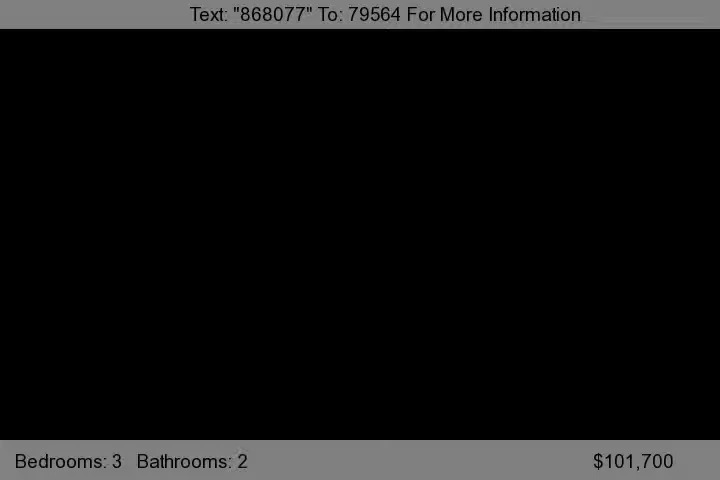 Text: "868077" To: 79564 For More Information
Bedrooms: 3 Bathrooms: 2 $101,700